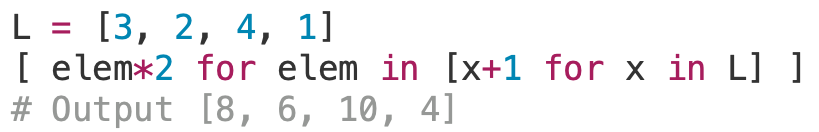 L = [3, 2, 4, 1]
[ elem*2 for elem in [x+1 for x in L] ]
# Output [8, 6, 10, 4]